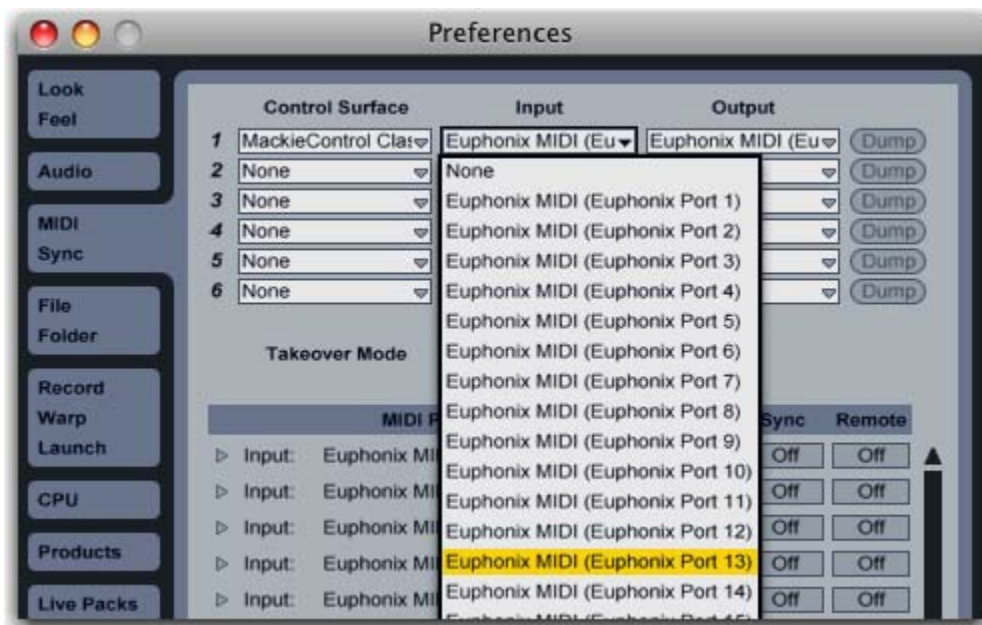 Preferences
Look
Feel
Audio
MIDI
Sync
File
Folder
Record
Warp
Launch
CPU
Products
Live Packs
Control Surface Input Output
1 MackieControl Clas Euphonix MIDI (Eu Euphonix MIDI (Eu Dump
2 None Dump
3 None Dump
4 None Dump
5 None Dump
6 None Dump
None
Euphonix MIDI (Euphonix Port 1)
Euphonix MIDI (Euphonix Port 2)
Euphonix MIDI (Euphonix Port 3)
Euphonix MIDI (Euphonix Port 4)
Euphonix MIDI (Euphonix Port 5)
Euphonix MIDI (Euphonix Port 6)
Euphonix MIDI (Euphonix Port 7)
Euphonix MIDI (Euphonix Port 8)
Euphonix MIDI (Euphonix Port 9)
Euphonix MIDI (Euphonix Port 10)
Euphonix MIDI (Euphonix Port 11)
Euphonix MIDI (Euphonix Port 12)
Euphonix MIDI (Euphonix Port 13)
Euphonix MIDI (Euphonix Port 14)
Euphonix MIDI (Euphonix Port 15)
Takeover Mode
MIDI P Sync Remote
Input: Euphonix MI Off Off
Input: Euphonix MI Off Off
Input: Euphonix MI Off Off
Input: Euphonix MI Off Off
Input: Euphonix MI Off Off